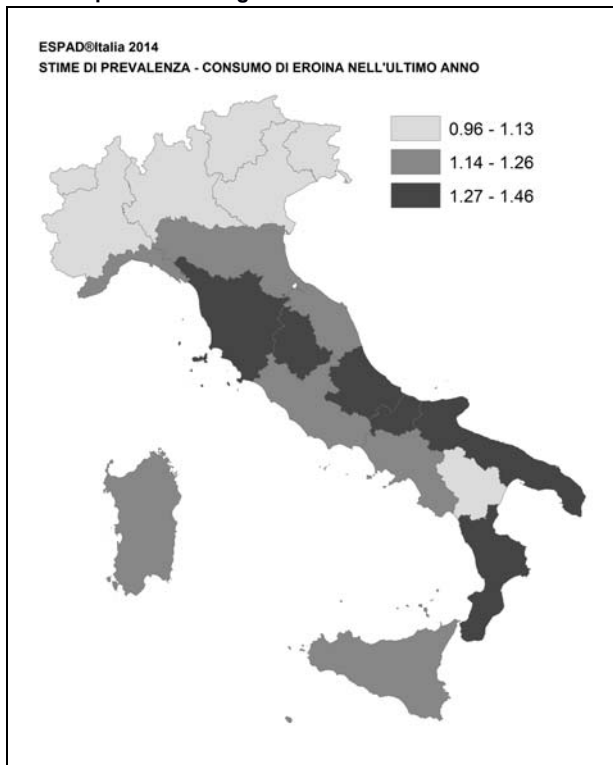 ESPAD®Italia 2014
STIME DI PREVALENZA - CONSUMO DI EROINA NELL'ULTIMO ANNO
0.96 - 1.13
1.14 - 1.26
1.27 - 1.46